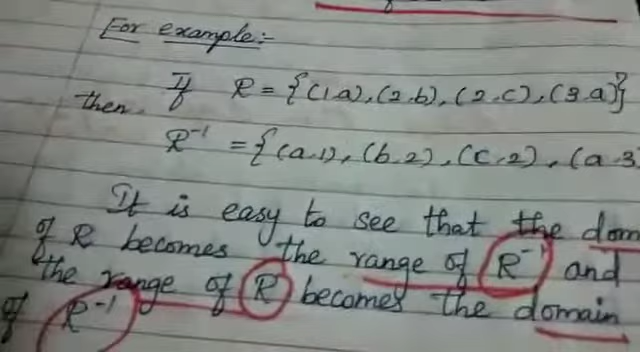 For example:-
If R = {(1,a),(2,b),(2,c),(3,a)}
then
R⁻¹ = {(a,1),(b,2),(c,2),(a,3
It is easy to see that the dom
of R becomes the range of R⁻¹ and
the range of R becomes the domain
of R⁻¹